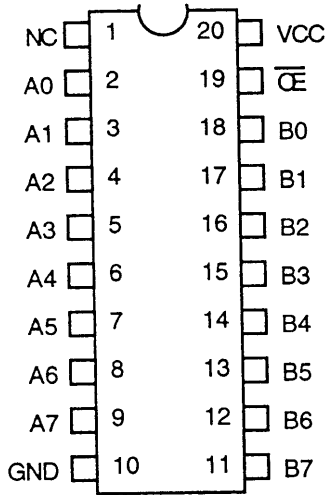 NC 1 20 VCC
A0 2 19 OE
A1 3 18 B0
A2 4 17 B1
A3 5 16 B2
A4 6 15 B3
A5 7 14 B4
A6 8 13 B5
A7 9 12 B6
GND 10 11 B7